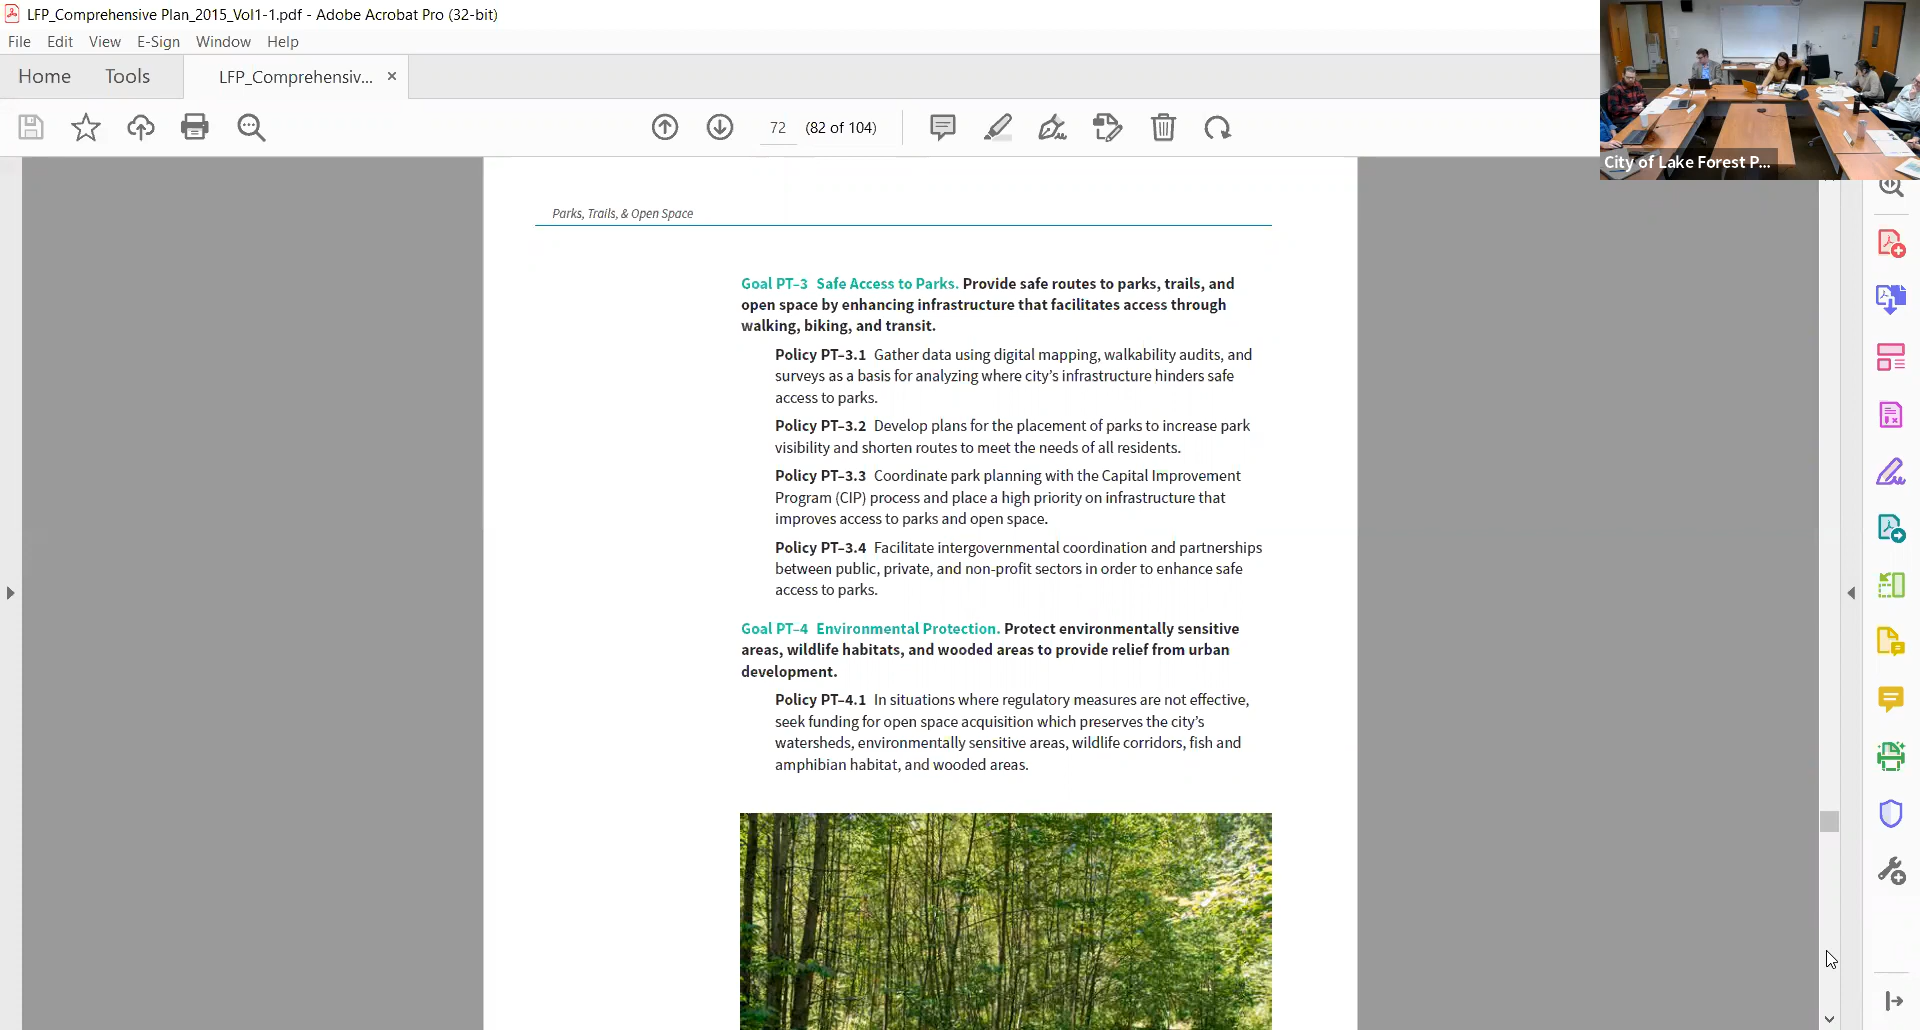 LFP_Comprehensive Plan_2015_Vol1-1.pdf - Adobe Acrobat Pro (32-bit)
File Edit View E-Sign Window Help
Home Tools LFP_Comprehensiv... ×
72 (82 of 104)
City of Lake Forest P...
Parks, Trails, & Open Space
Goal PT–3 Safe Access to Parks. Provide safe routes to parks, trails, and
open space by enhancing infrastructure that facilitates access through
walking, biking, and transit.
Policy PT–3.1 Gather data using digital mapping, walkability audits, and
surveys as a basis for analyzing where city's infrastructure hinders safe
access to parks.
Policy PT–3.2 Develop plans for the placement of parks to increase park
visibility and shorten routes to meet the needs of all residents.
Policy PT–3.3 Coordinate park planning with the Capital Improvement
Program (CIP) process and place a high priority on infrastructure that
improves access to parks and open space.
Policy PT–3.4 Facilitate intergovernmental coordination and partnerships
between public, private, and non-profit sectors in order to enhance safe
access to parks.
Goal PT–4 Environmental Protection. Protect environmentally sensitive
areas, wildlife habitats, and wooded areas to provide relief from urban
development.
Policy PT–4.1 In situations where regulatory measures are not effective,
seek funding for open space acquisition which preserves the city's
watersheds, environmentally sensitive areas, wildlife corridors, fish and
amphibian habitat, and wooded areas.